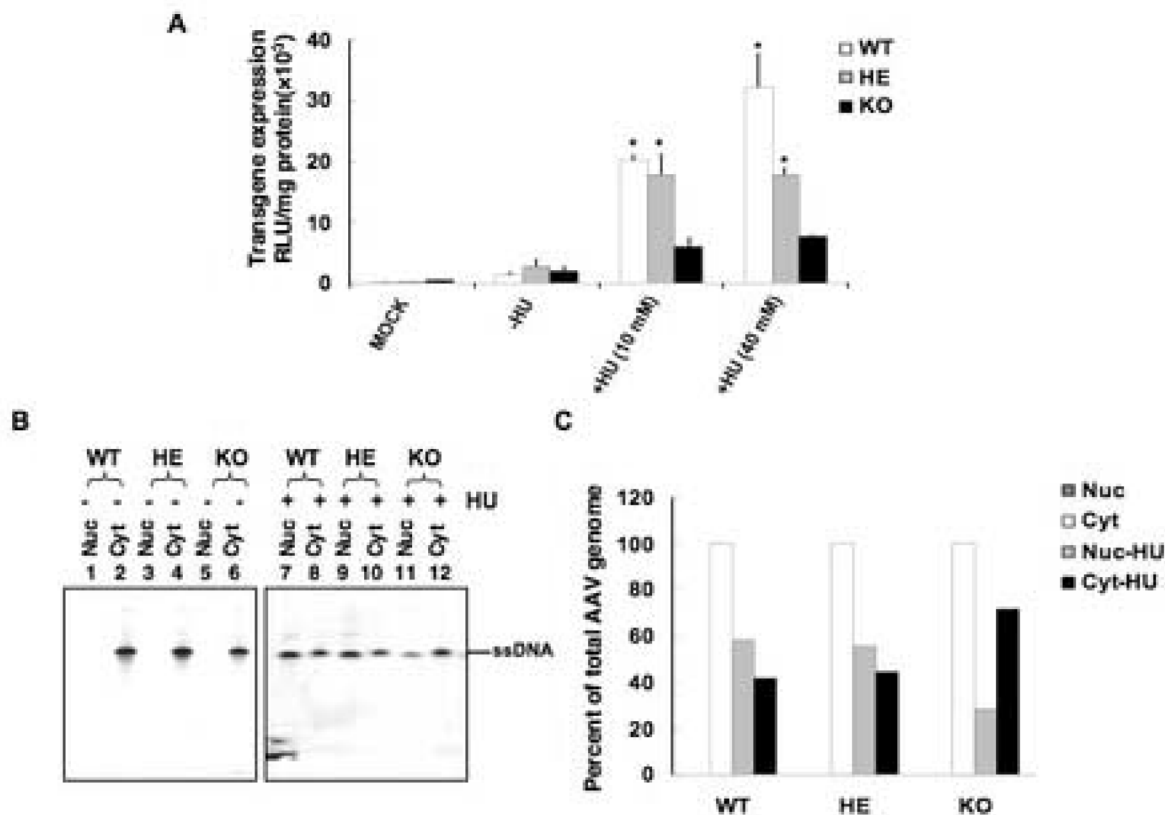 A
Transgene expression
RLU/mg protein(×10³)
40
30
20
10
0
* * * *
WT
HE
KO
MOCK
-HU
+HU (10 mM)
+HU (40 mM)
B
WT HE KO WT HE KO
- - - - - - + + + + + + HU
Nuc Cyt Nuc Cyt Nuc Cyt Nuc Cyt Nuc Cyt Nuc Cyt
1 2 3 4 5 6 7 8 9 10 11 12
ssDNA
C
Percent of total AAV genome
120
100
80
60
40
20
0
Nuc
Cyt
Nuc-HU
Cyt-HU
WT HE KO